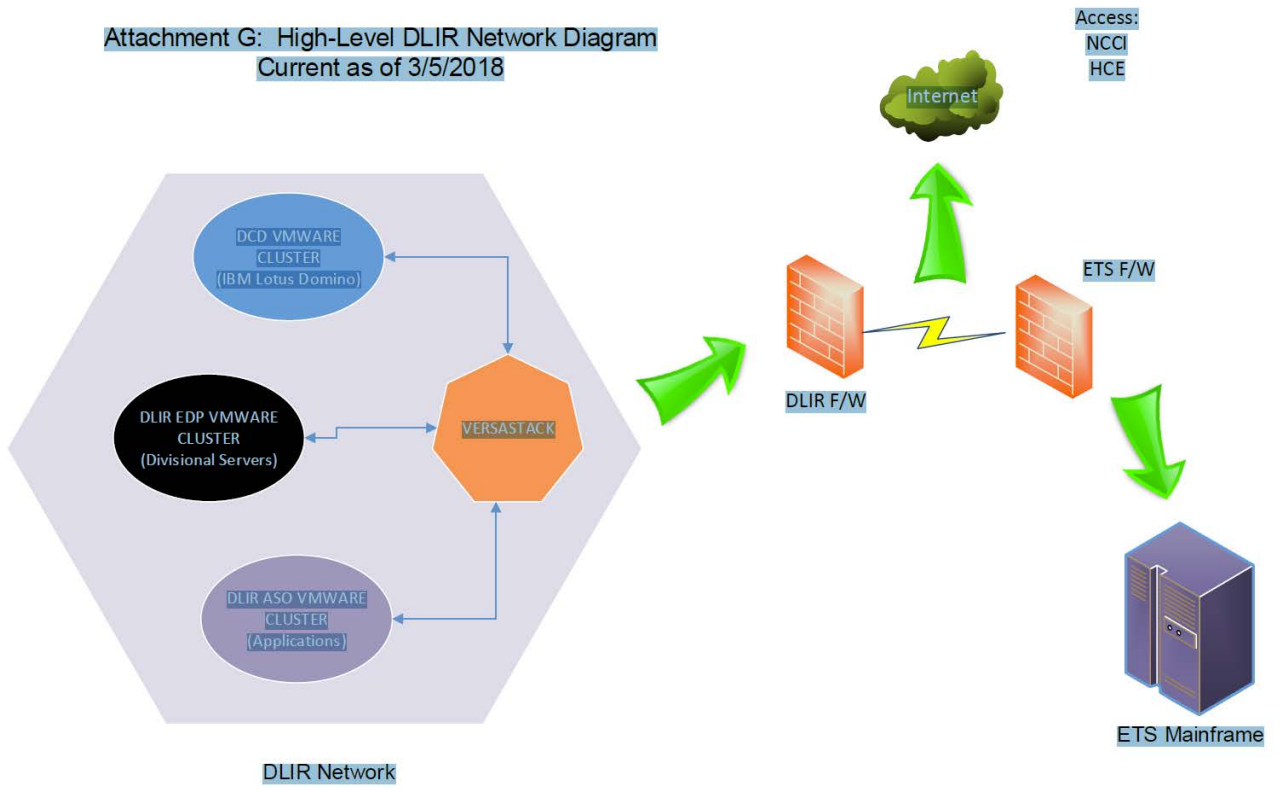 Attachment G: High-Level DLIR Network Diagram
Current as of 3/5/2018
Access:
NCCI
HCE
Internet
DCD VMWARE
CLUSTER
(IBM Lotus Domino)
ETS F/W
DLIR F/W
DLIR EDP VMWARE
CLUSTER
(Divisional Servers)
VERSASTACK
DLIR ASO VMWARE
CLUSTER
(Applications)
ETS Mainframe
DLIR Network